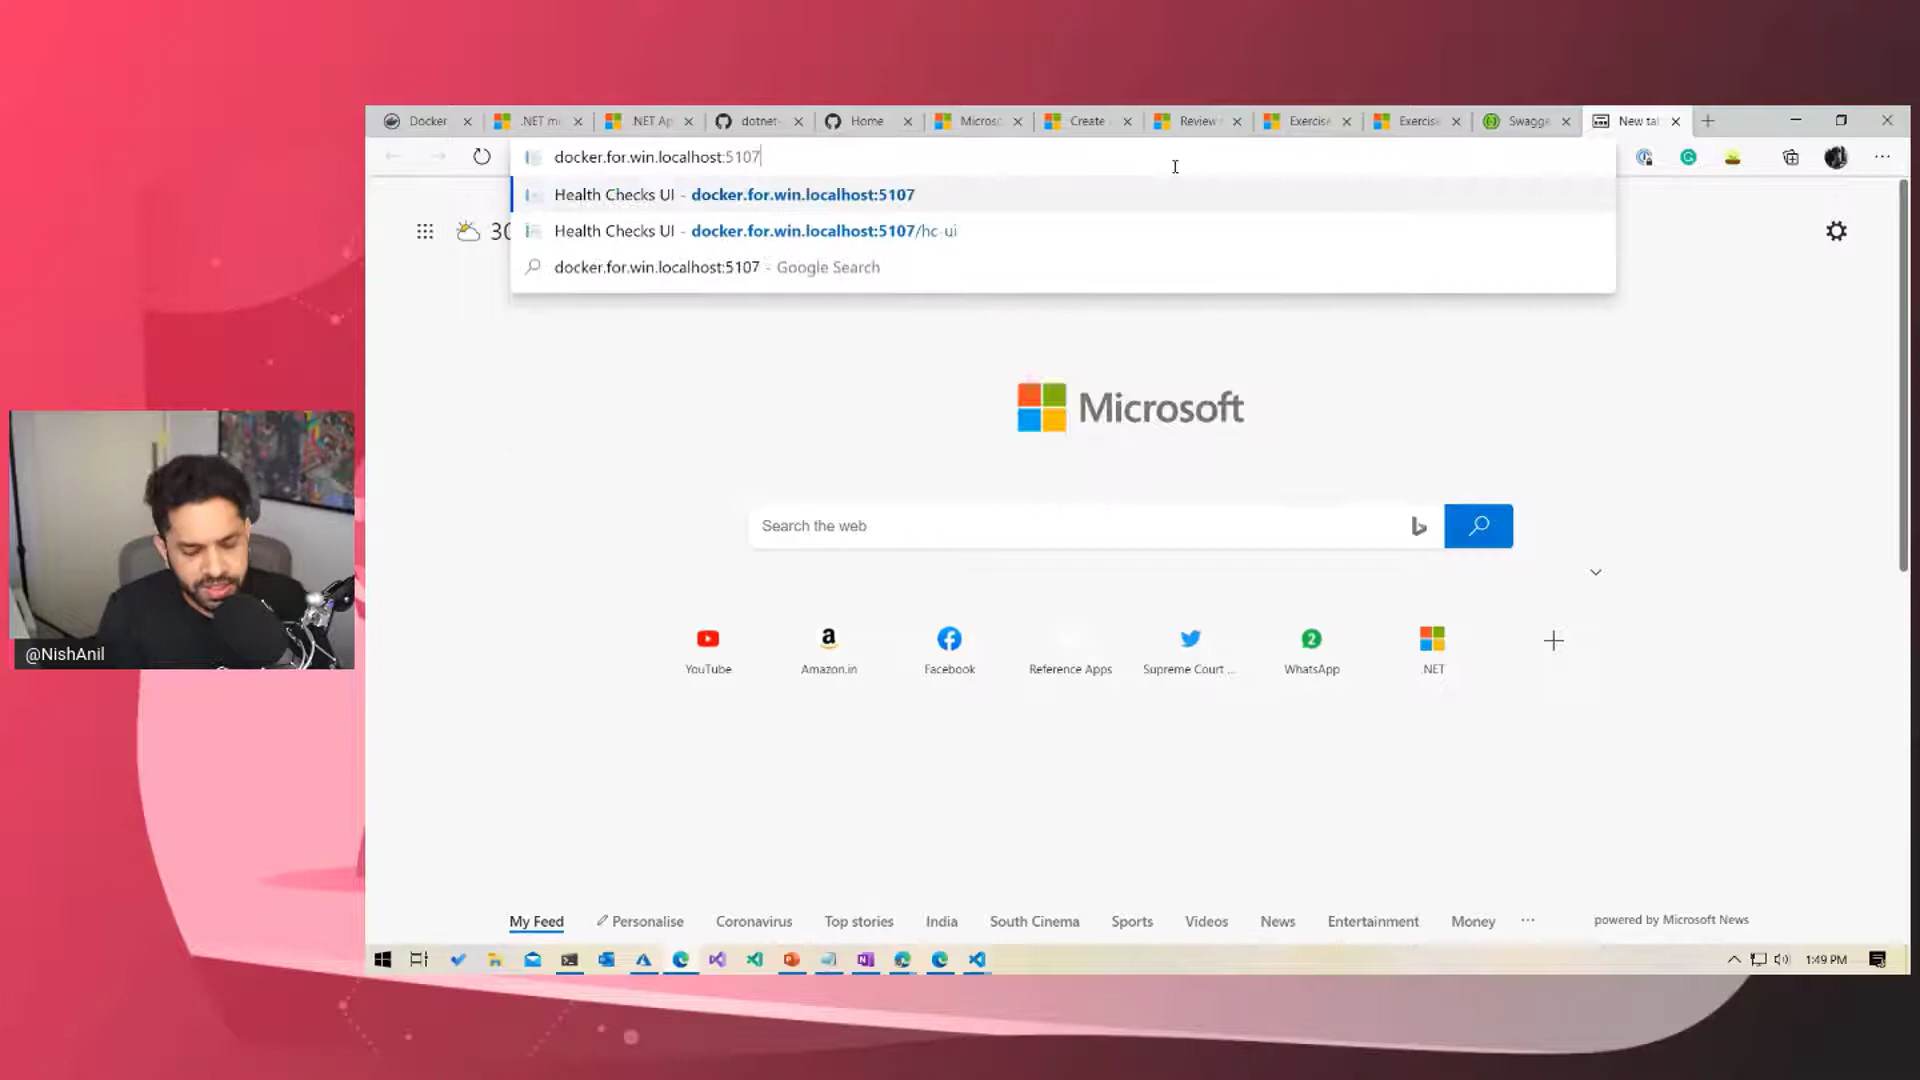 Docker
.NET mi
.NET Ap
dotnet-
Home
Microsc
Create
Review
Exercise
Exercise
Swagge
New tab
docker.for.win.localhost:5107
Health Checks UI - docker.for.win.localhost:5107
Health Checks UI - docker.for.win.localhost:5107/hc-ui
docker.for.win.localhost:5107 - Google Search
30
Microsoft
Search the web
YouTube
Amazon.in
Facebook
Reference Apps
Supreme Court ...
2
WhatsApp
.NET
@NishAnil
My Feed
Personalise
Coronavirus
Top stories
India
South Cinema
Sports
Videos
News
Entertainment
Money
powered by Microsoft News
1:49 PM